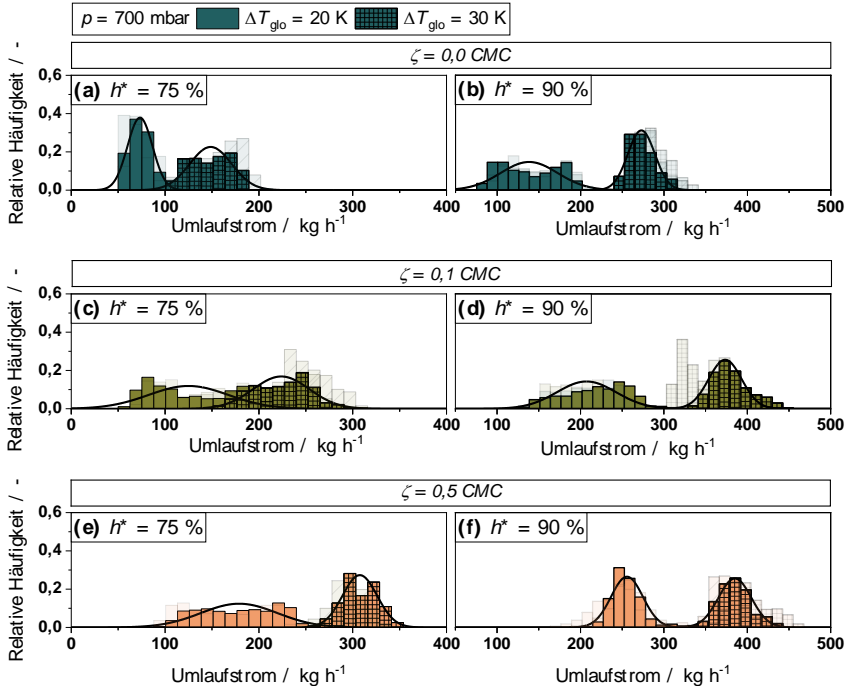 p = 700 mbar ΔT_glo = 20 K ΔT_glo = 30 K
ζ = 0,0 CMC
(a) h* = 75 %
(b) h* = 90 %
Relative Häufigkeit / -
0,6
0,4
0,2
0,0
0 100 200 300 400
100 200 300 400 500
Umlaufstrom / kg h⁻¹
Umlaufstrom / kg h⁻¹
ζ = 0,1 CMC
(c) h* = 75 %
(d) h* = 90 %
Relative Häufigkeit / -
0,6
0,4
0,2
0,0
0 100 200 300 400
100 200 300 400 500
Umlaufstrom / kg h⁻¹
Umlaufstrom / kg h⁻¹
ζ = 0,5 CMC
(e) h* = 75 %
(f) h* = 90 %
Relative Häufigkeit / -
0,6
0,4
0,2
0,0
0 100 200 300 400
100 200 300 400 500
Umlaufstrom / kg h⁻¹
Umlaufstrom / kg h⁻¹